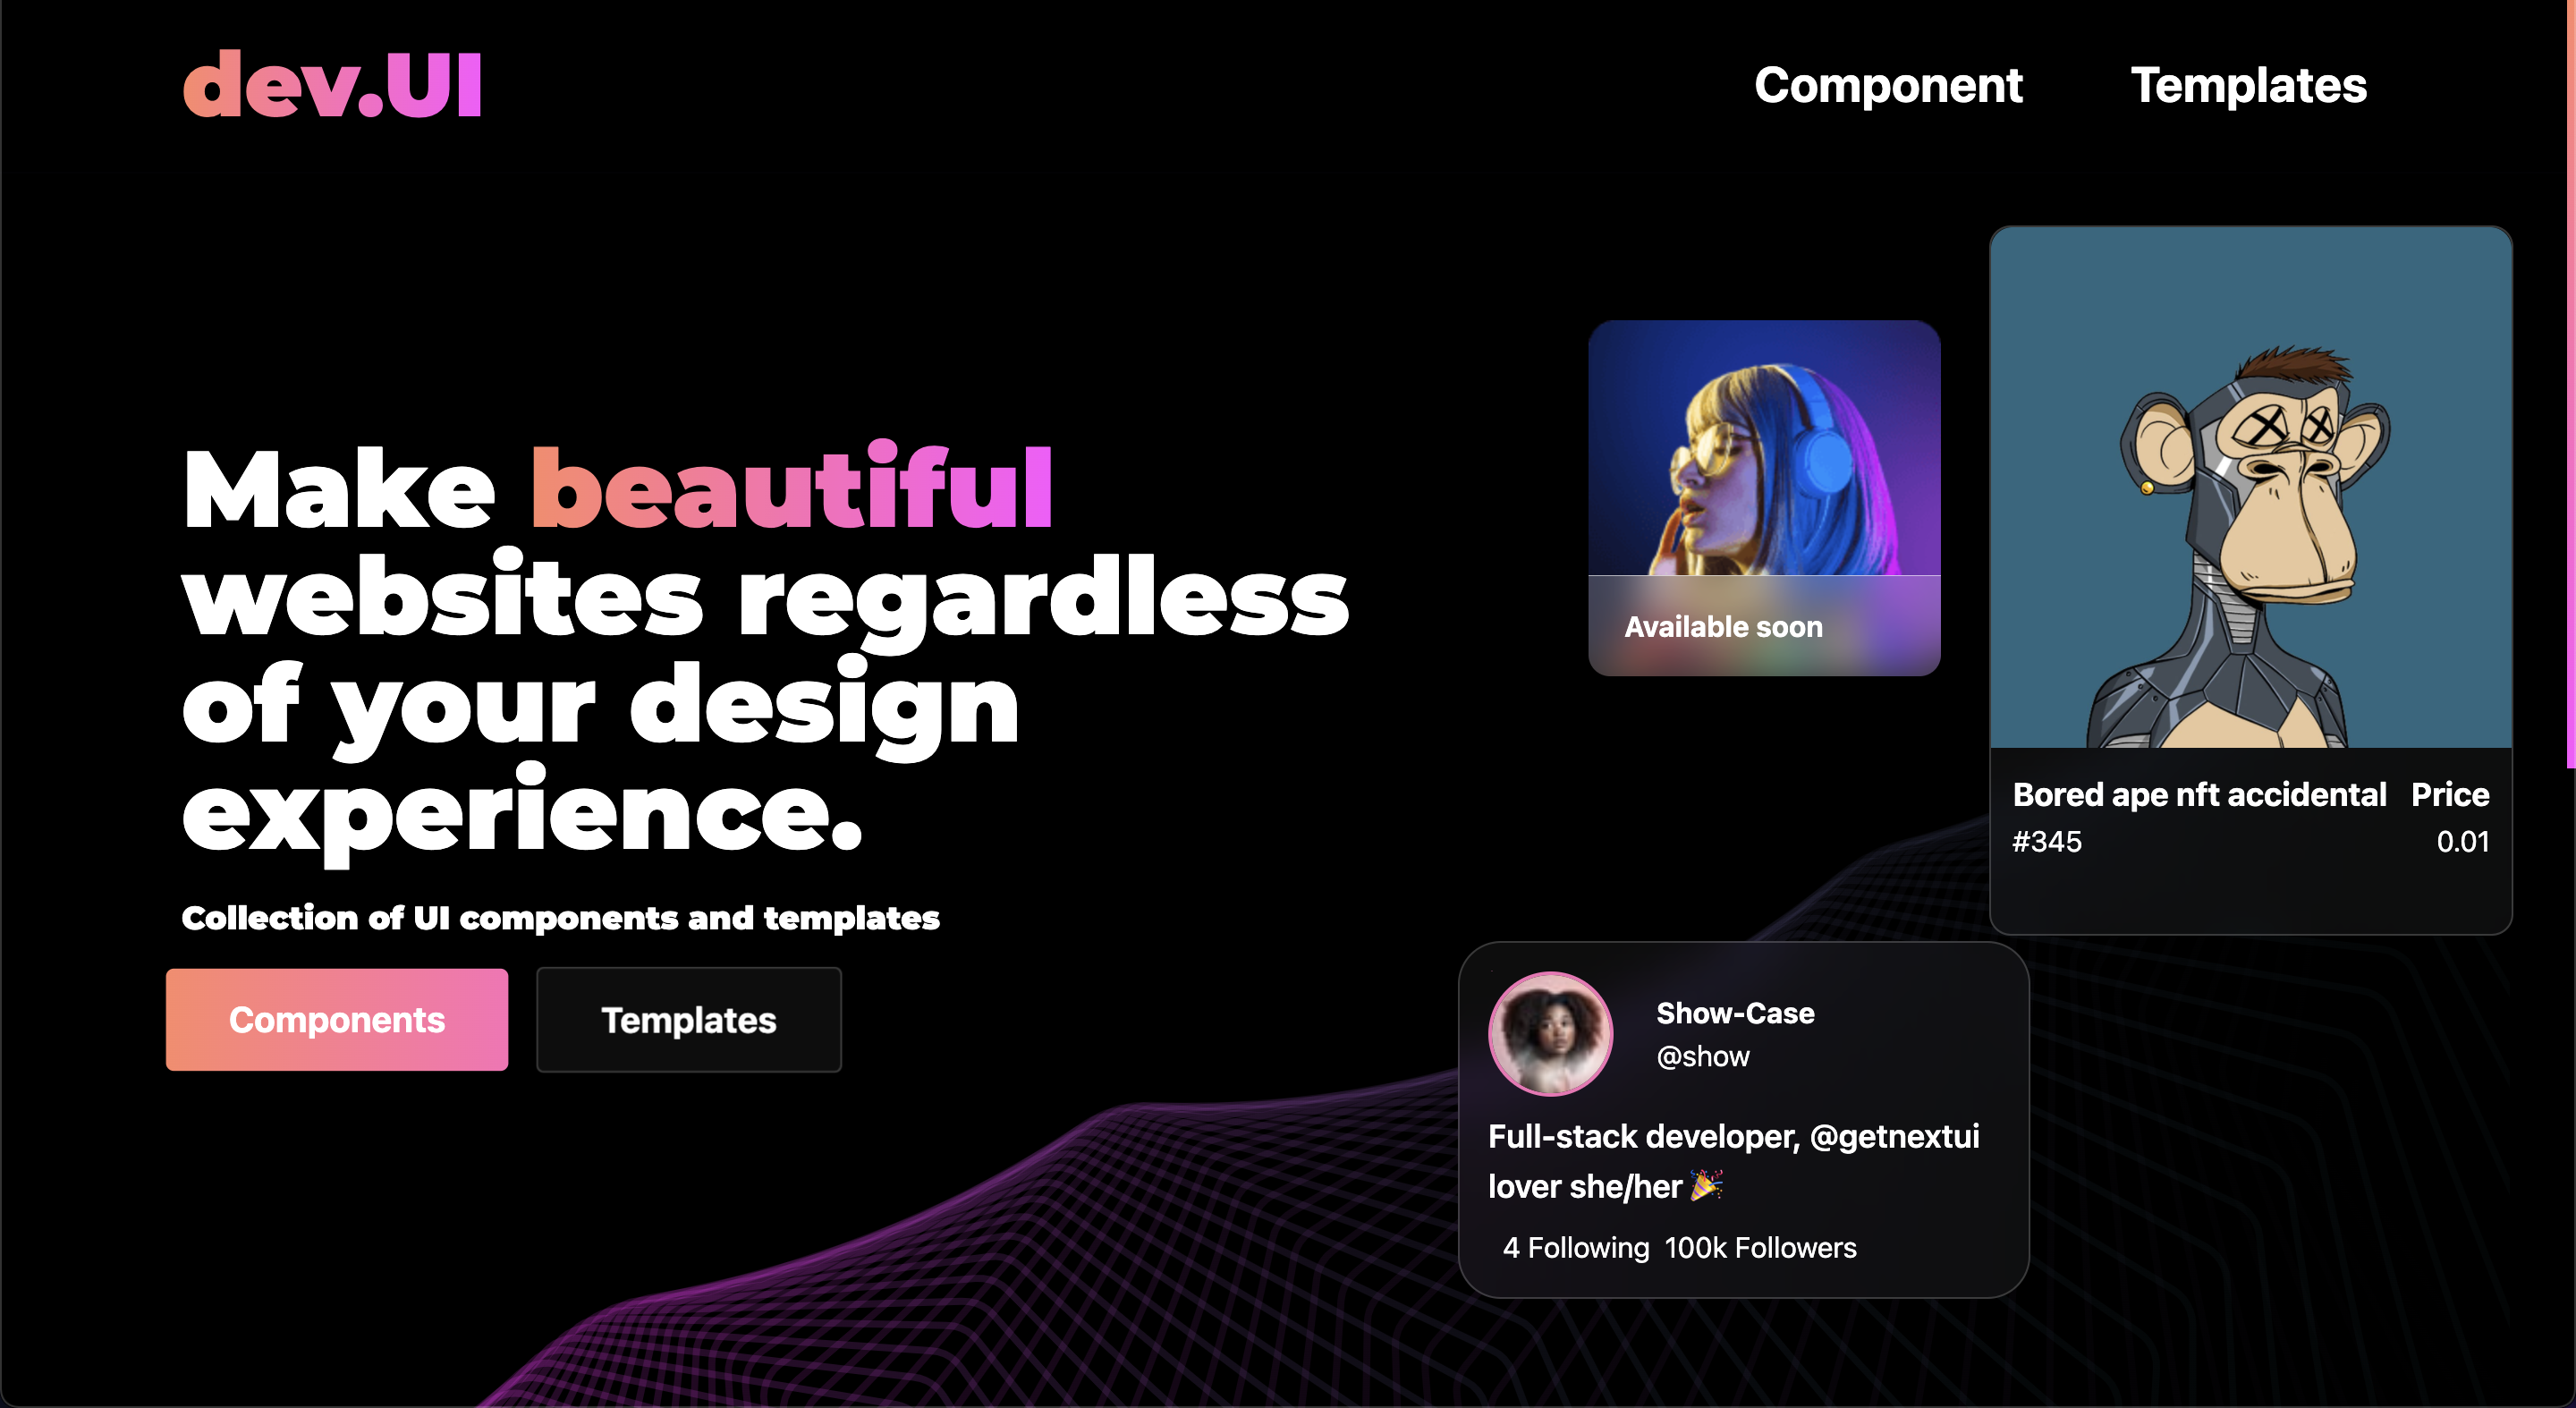 dev.UI
Component
Templates
Make beautiful
websites regardless
of your design
experience.
Collection of UI components and templates
Components
Templates
Available soon
Bored ape nft accidental
Price
#345
0.01
Show-Case
@show
Full-stack developer, @getnextui
lover she/her 🎉
4 Following 100k Followers